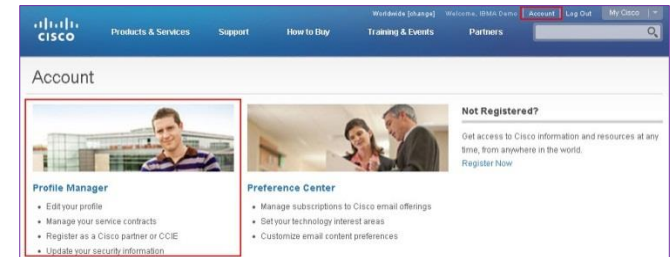 Worldwide [change] Welcome, IBMA Demo Account Log Out My Cisco
CISCO
Products & Services Support How to Buy Training & Events Partners
Account
Profile Manager
• Edit your profile
• Manage your service contracts
• Register as a Cisco partner or CCIE
• Update your security information
Preference Center
• Manage subscriptions to Cisco email offerings
• Set your technology interest areas
• Customize email content preferences
Not Registered?
Get access to Cisco information and resources at any
time, from anywhere in the world.
Register Now